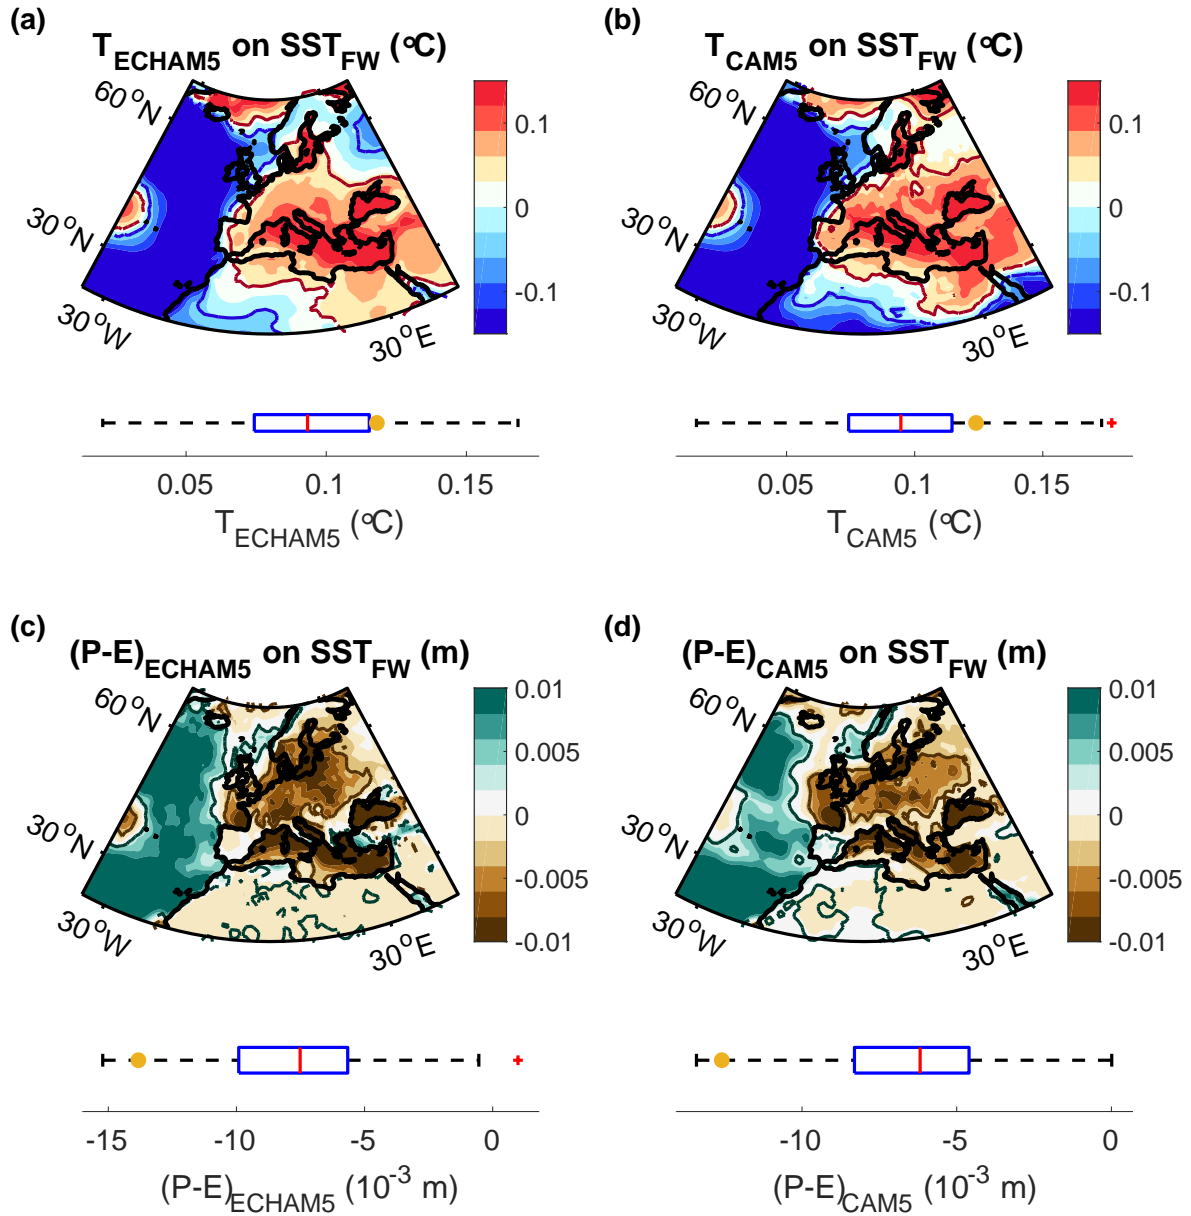 (a)
T_ECHAM5 on SST_FW (°C)
60°N
30°N
30°W
30°E
0.1
0
-0.1
0.05 0.1 0.15
T_ECHAM5 (°C)
(b)
T_CAM5 on SST_FW (°C)
60°N
30°N
30°W
30°E
0.1
0
-0.1
0.05 0.1 0.15
T_CAM5 (°C)
(c)
(P-E)_ECHAM5 on SST_FW (m)
60°N
30°N
30°W
30°E
0.01
0.005
0
-0.005
-0.01
-15 -10 -5 0
(P-E)_ECHAM5 (10^-3 m)
(d)
(P-E)_CAM5 on SST_FW (m)
60°N
30°N
30°W
30°E
0.01
0.005
0
-0.005
-0.01
-10 -5 0
(P-E)_CAM5 (10^-3 m)